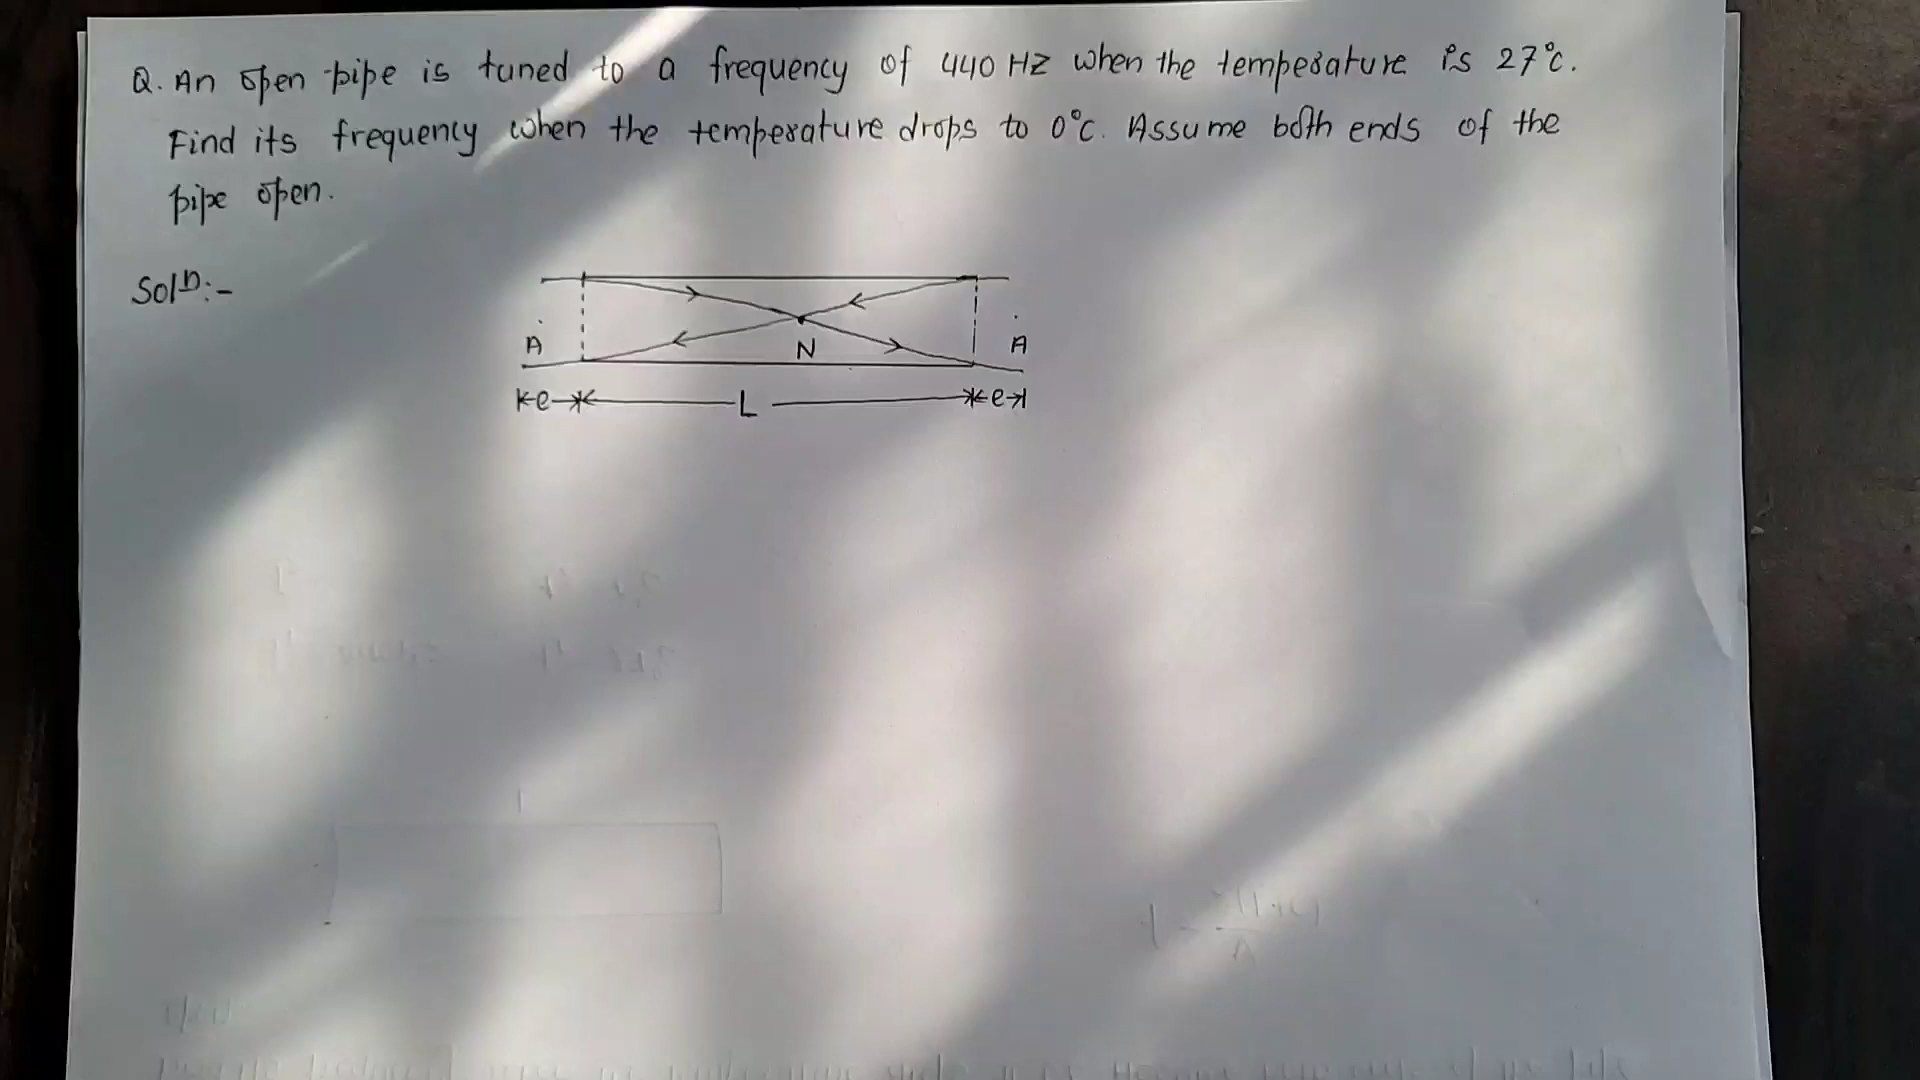 Q. An open pipe is tuned to a frequency of 440 Hz when the temperature is 27°c.
Find its frequency when the temperature drops to 0°c. Assume both ends of the
pipe open.
Solⁿ:-
A N A
e L e